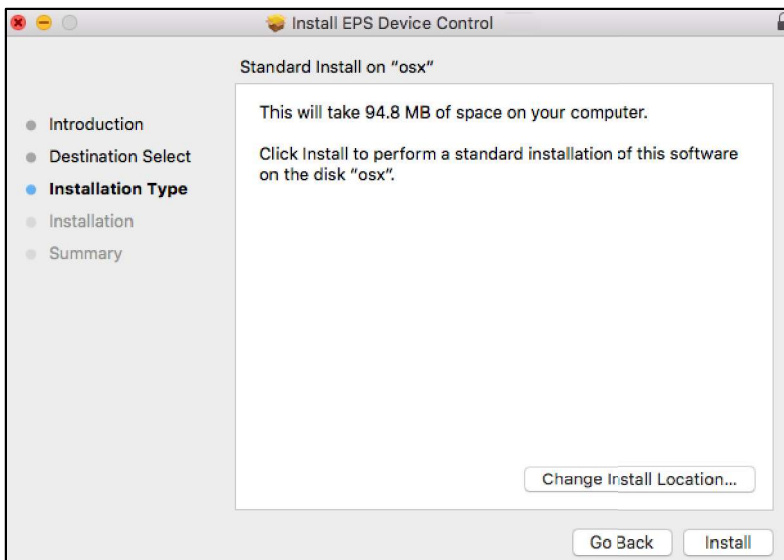 Install EPS Device Control
Standard Install on “osx”
Introduction
Destination Select
Installation Type
Installation
Summary
This will take 94.8 MB of space on your computer.
Click Install to perform a standard installation of this software
on the disk “osx”.
Change Install Location...
Go Back
Install